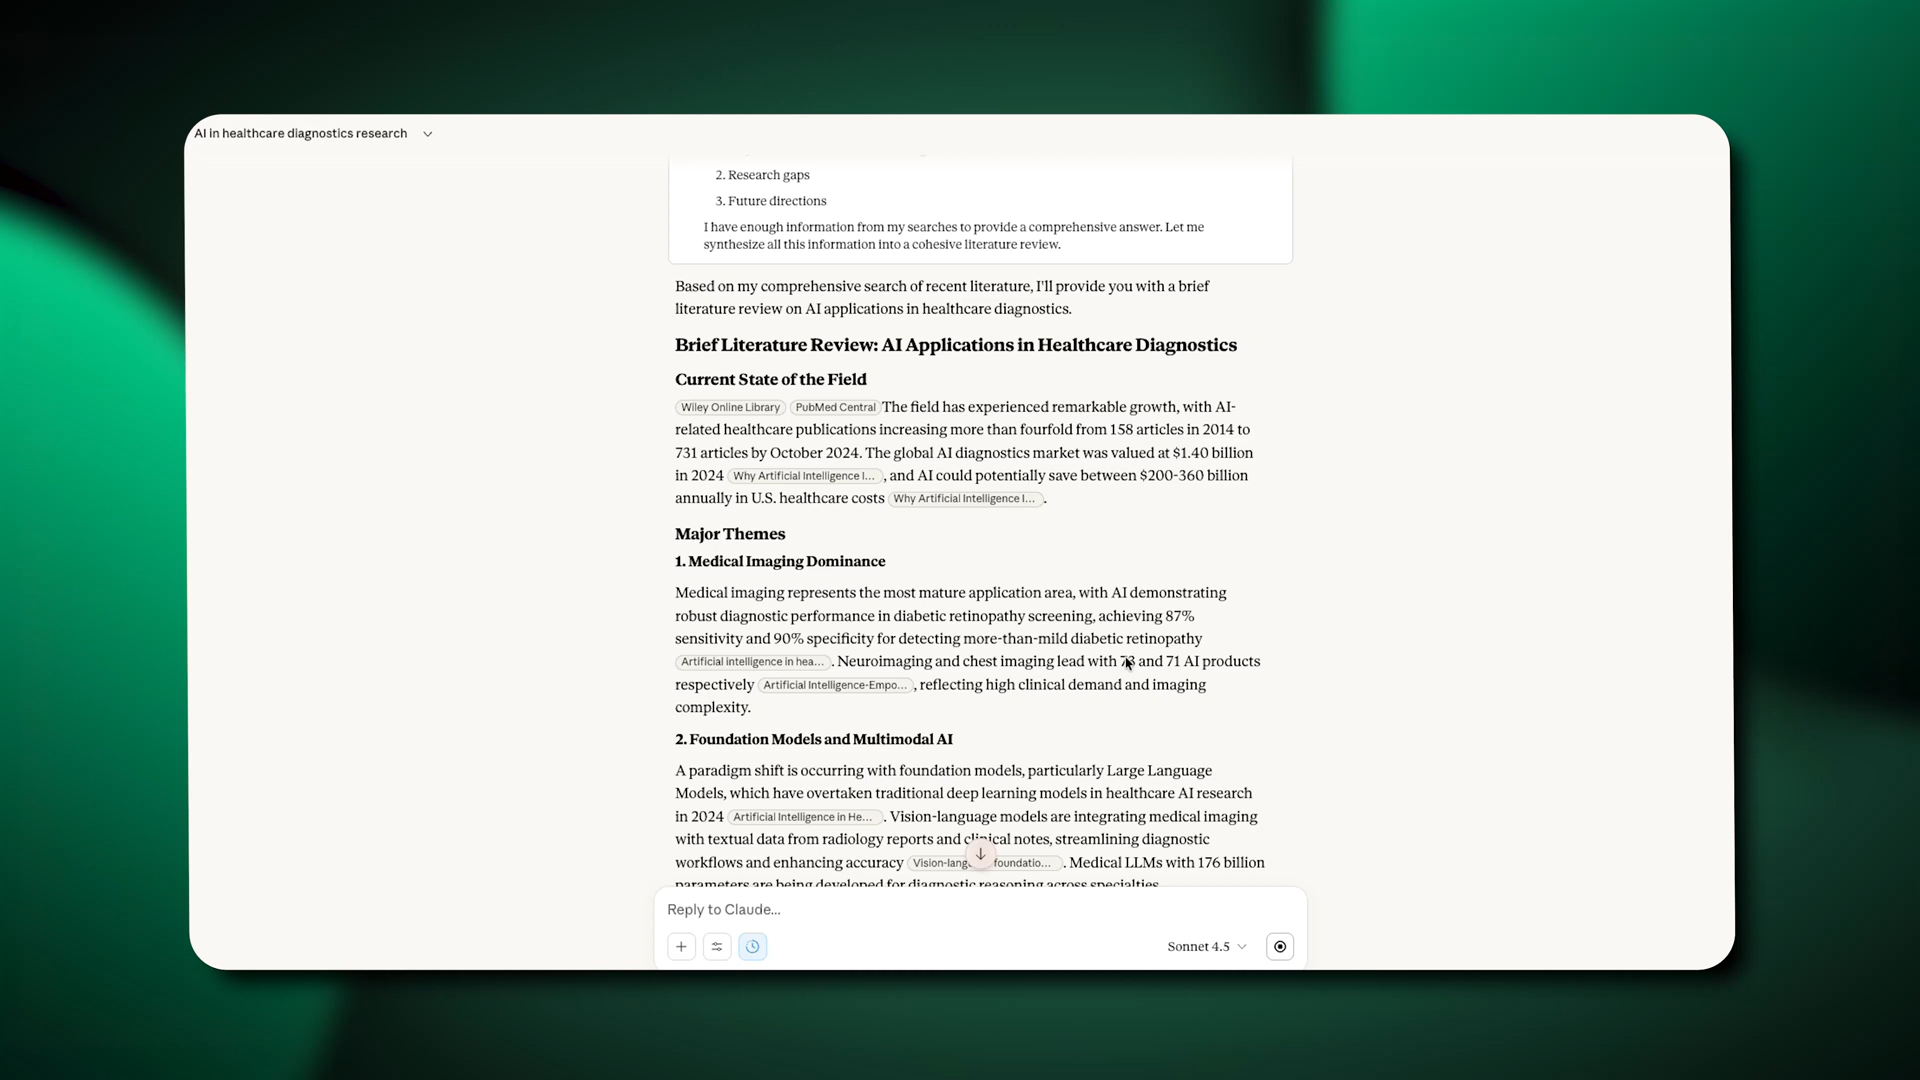 AI in healthcare diagnostics research
2. Research gaps
3. Future directions
I have enough information from my searches to provide a comprehensive answer. Let me
synthesize all this information into a cohesive literature review.
Based on my comprehensive search of recent literature, I'll provide you with a brief
literature review on AI applications in healthcare diagnostics.
Brief Literature Review: AI Applications in Healthcare Diagnostics
Current State of the Field
Wiley Online Library PubMed Central The field has experienced remarkable growth, with AI-
related healthcare publications increasing more than fourfold from 158 articles in 2014 to
731 articles by October 2024. The global AI diagnostics market was valued at $1.40 billion
in 2024 Why Artificial Intelligence I... , and AI could potentially save between $200-360 billion
annually in U.S. healthcare costs Why Artificial Intelligence I... .
Major Themes
1. Medical Imaging Dominance
Medical imaging represents the most mature application area, with AI demonstrating
robust diagnostic performance in diabetic retinopathy screening, achieving 87%
sensitivity and 90% specificity for detecting more-than-mild diabetic retinopathy
Artificial intelligence in hea... . Neuroimaging and chest imaging lead with and 71 AI products
respectively Artificial Intelligence-Empo... , reflecting high clinical demand and imaging
complexity.
2. Foundation Models and Multimodal AI
A paradigm shift is occurring with foundation models, particularly Large Language
Models, which have overtaken traditional deep learning models in healthcare AI research
in 2024 Artificial Intelligence in He... . Vision-language models are integrating medical imaging
with textual data from radiology reports and clinical notes, streamlining diagnostic
workflows and enhancing accuracy foundatio... . Medical LLMs with 176 billion
parameters are being developed for diagnostic reasoning across specialties.
Reply to Claude...
Sonnet 4.5